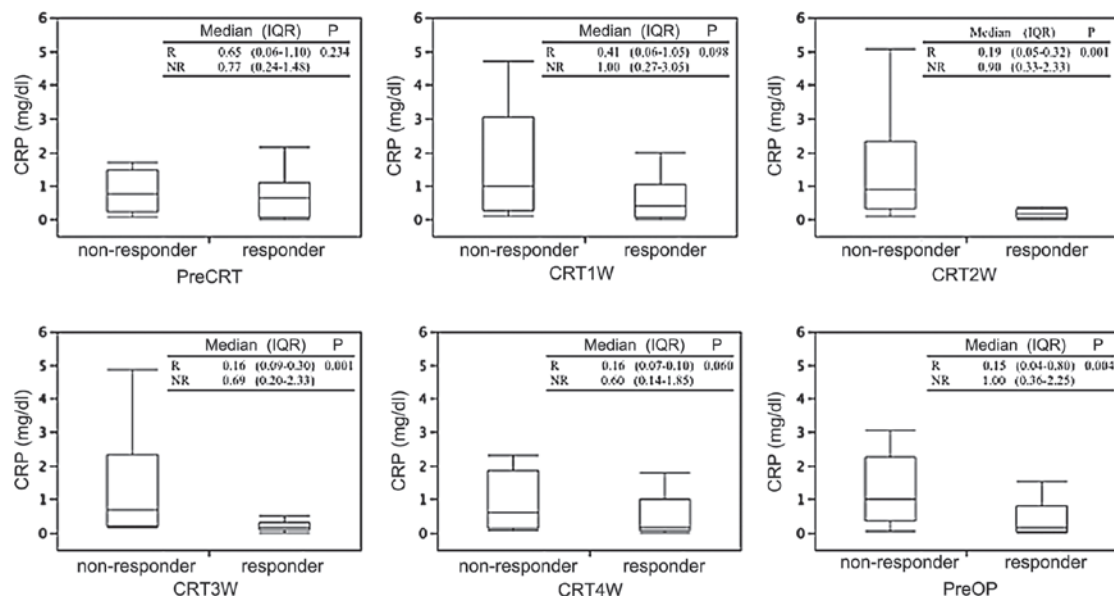 6
5
4
3
2
1
0
CRP (mg/dl)
Median (IQR) P
R 0.65 (0.06-1.10) 0.234
NR 0.77 (0.24-1.48)
non-responder responder
PreCRT
6
5
4
3
2
1
0
CRP (mg/dl)
Median (IQR) P
R 0.41 (0.06-1.05) 0.098
NR 1.00 (0.27-3.05)
non-responder responder
CRT1W
6
5
4
3
2
1
0
CRP (mg/dl)
Median (IQR) P
R 0.19 (0.05-0.32) 0.001
NR 0.90 (0.33-2.33)
non-responder responder
CRT2W
6
5
4
3
2
1
0
CRP (mg/dl)
Median (IQR) P
R 0.16 (0.09-0.30) 0.001
NR 0.69 (0.20-2.33)
non-responder responder
CRT3W
6
5
4
3
2
1
0
CRP (mg/dl)
Median (IQR) P
R 0.16 (0.07-0.10) 0.060
NR 0.60 (0.14-1.85)
non-responder responder
CRT4W
6
5
4
3
2
1
0
CRP (mg/dl)
Median (IQR) P
R 0.15 (0.04-0.80) 0.004
NR 1.00 (0.36-2.25)
non-responder responder
PreOP